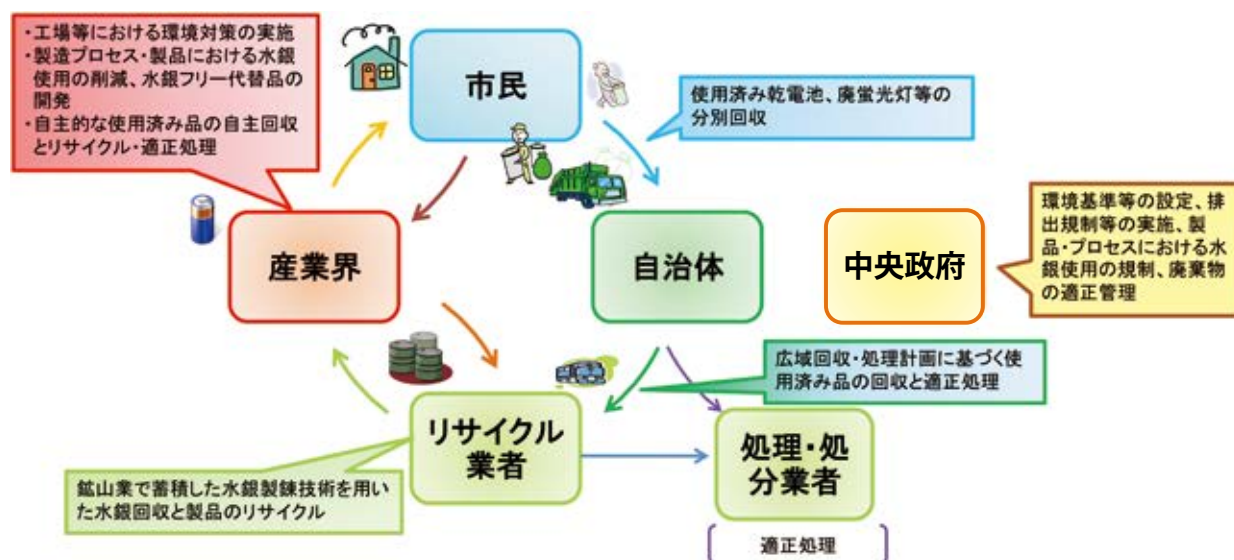 ・工場等における環境対策の実施
・製造プロセス・製品における水銀
使用の削減、水銀フリー代替品の
開発
・自主的な使用済み品の自主回収
とリサイクル・適正処理
市民
使用済み乾電池、廃蛍光灯等の
分別回収
産業界
自治体
中央政府
環境基準等の設定、排
出規制等の実施、製
品・プロセスにおける水
銀使用の規制、廃棄物
の適正管理
広域回収・処理計画に基づく使
用済み品の回収と適正処理
リサイクル
業者
処理・処
分業者
鉱山業で蓄積した水銀製錬技術を用い
た水銀回収と製品のリサイクル
適正処理